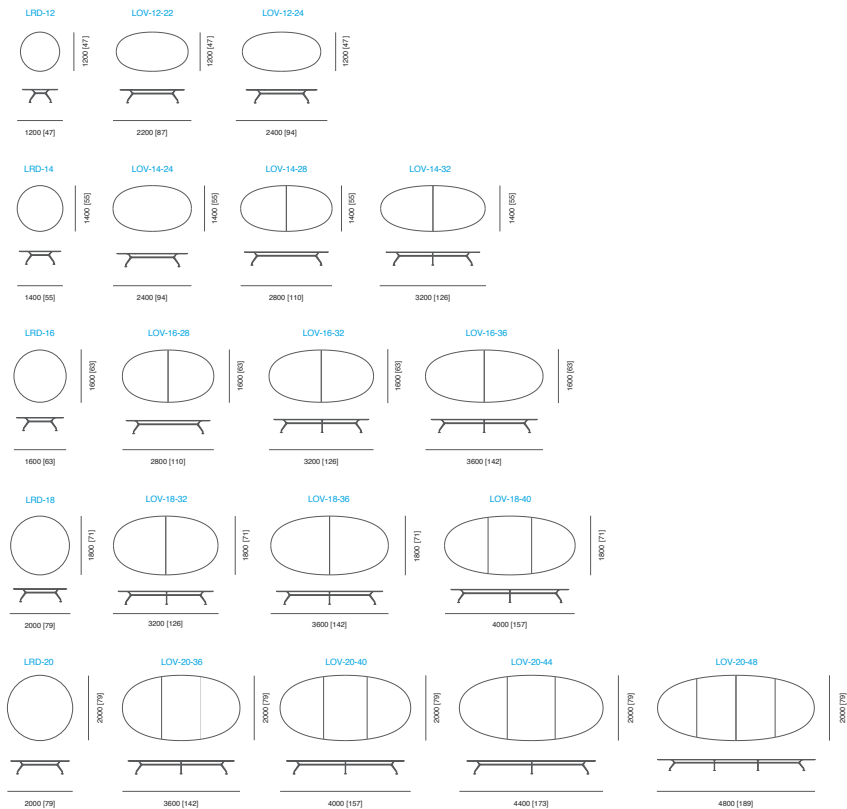 LRD-12 LOV-12-22 LOV-12-24
1200 [47] 1200 [47] 1200 [47]
1200 [47] 2200 [87] 2400 [94]
LRD-14 LOV-14-24 LOV-14-28 LOV-14-32
1400 [55] 1400 [55] 1400 [55] 1400 [55]
1400 [55] 2400 [94] 2800 [110] 3200 [126]
LRD-16 LOV-16-28 LOV-16-32 LOV-16-36
1600 [63] 1600 [63] 1600 [63] 1600 [63]
1600 [63] 2800 [110] 3200 [126] 3600 [142]
LRD-18 LOV-18-32 LOV-18-36 LOV-18-40
1800 [71] 1800 [71] 1800 [71] 1800 [71]
2000 [79] 3200 [126] 3600 [142] 4000 [157]
LRD-20 LOV-20-36 LOV-20-40 LOV-20-44 LOV-20-48
2000 [79] 2000 [79] 2000 [79] 2000 [79] 2000 [79]
2000 [79] 3600 [142] 4000 [157] 4400 [173] 4800 [189]